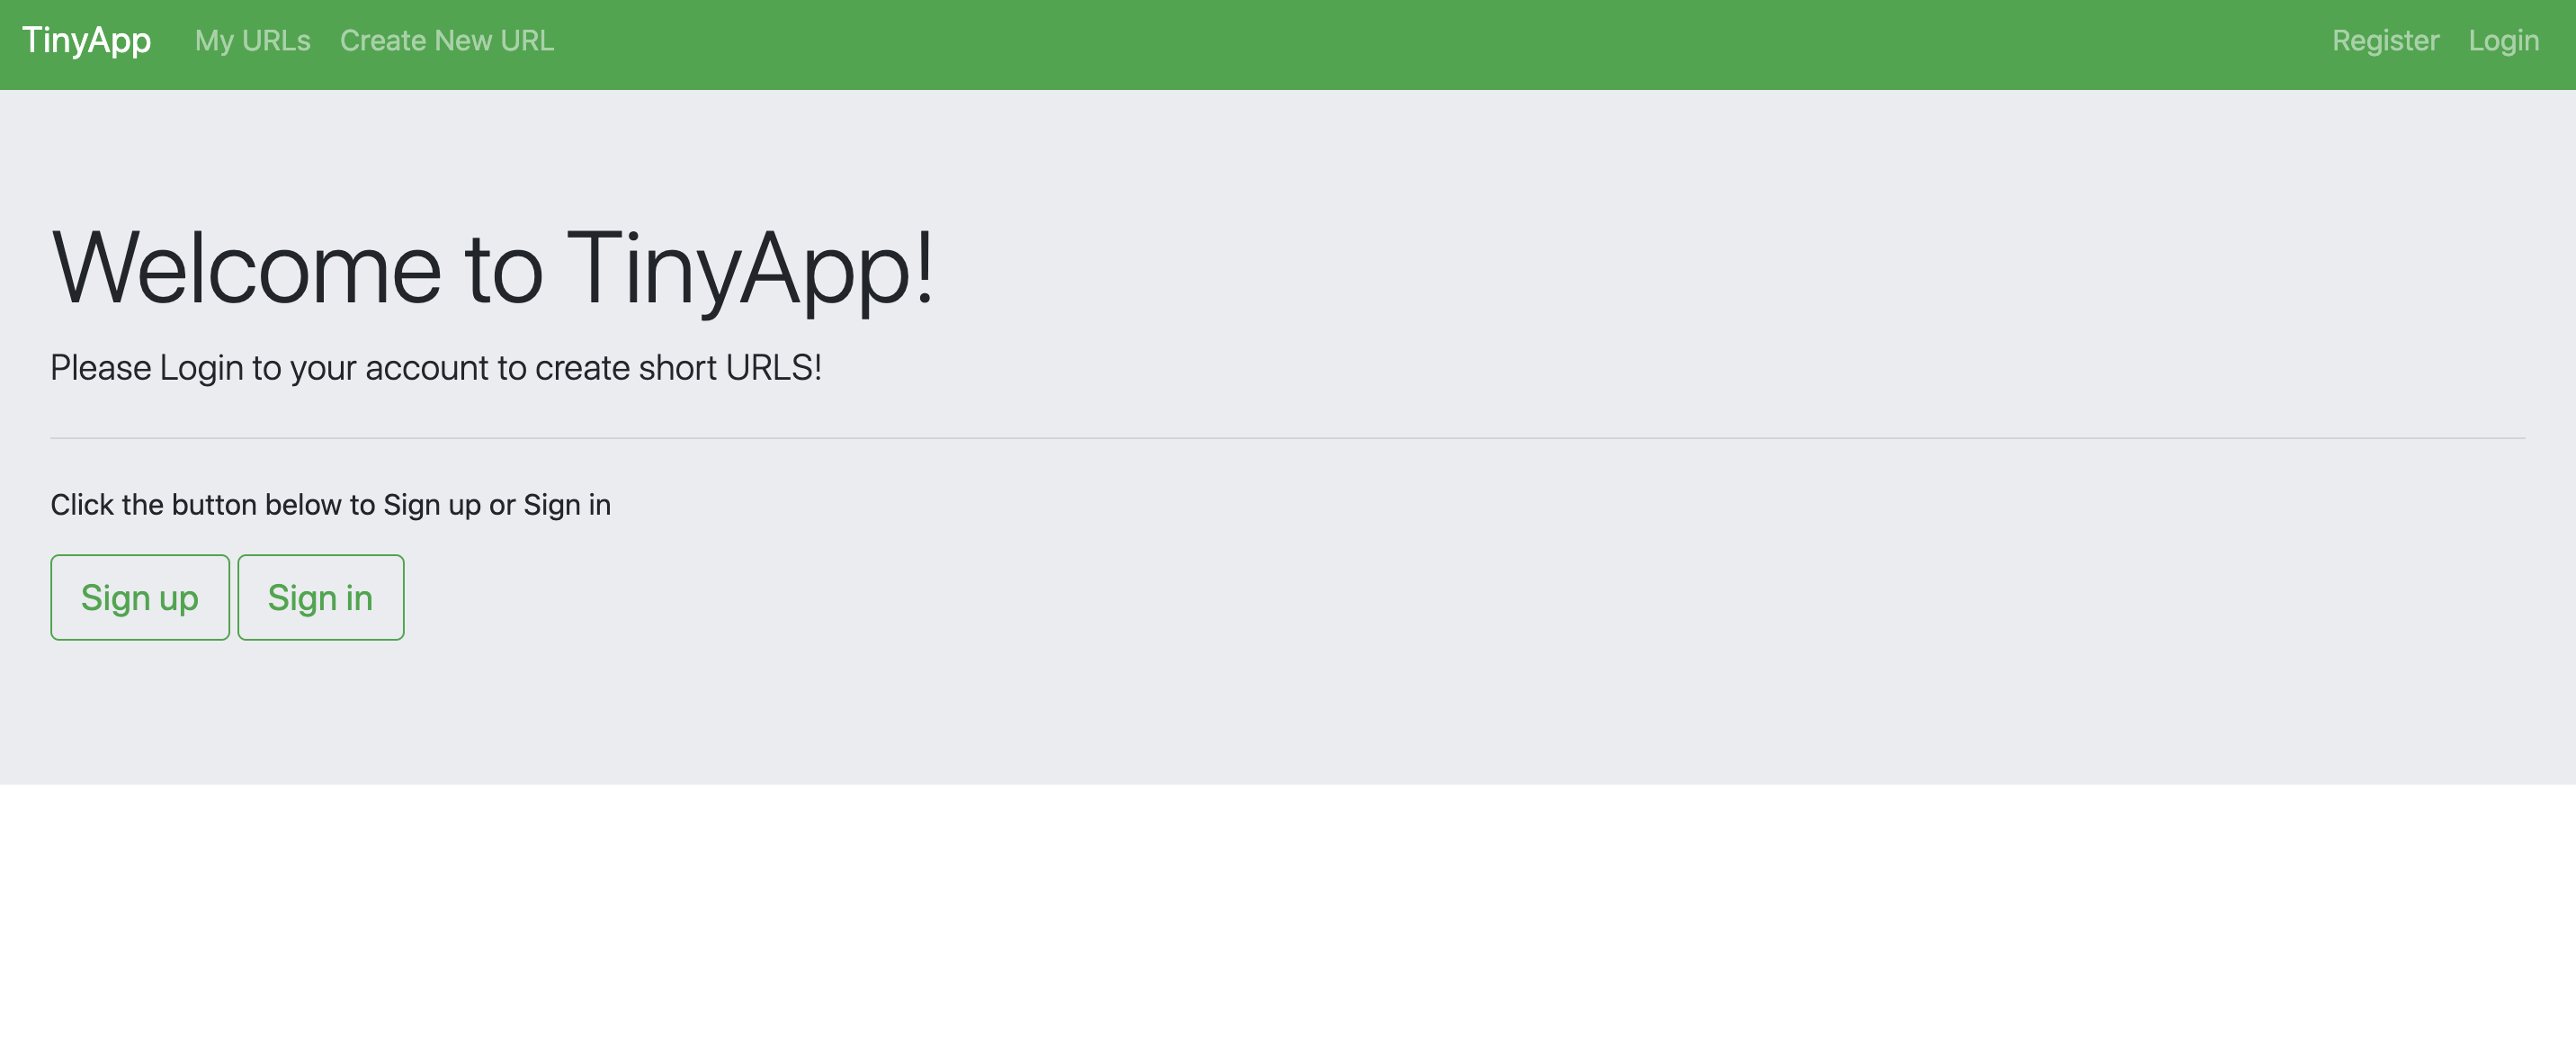 TinyApp My URLs Create New URL Register Login
Welcome to TinyApp!
Please Login to your account to create short URLS!
Click the button below to Sign up or Sign in
Sign up Sign in